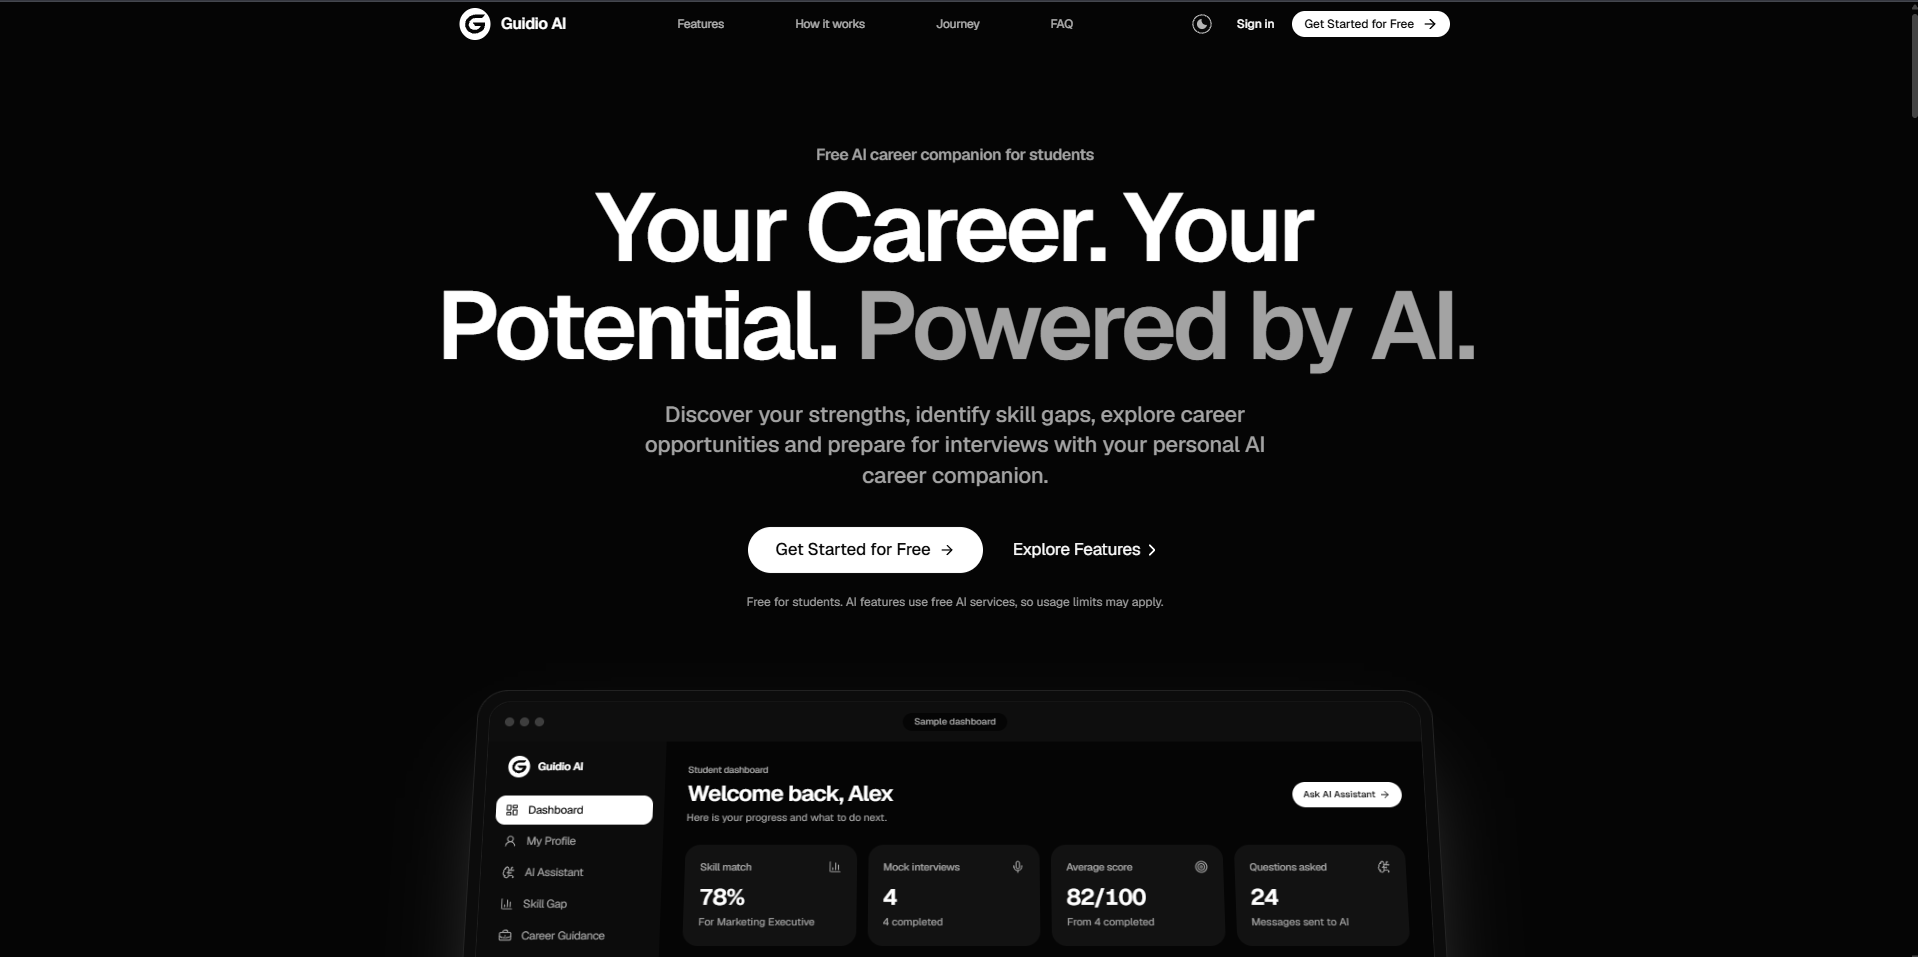 Guidio AI
Features
How it works
Journey
FAQ
Sign in
Get Started for Free
Free AI career companion for students
Your Career. Your
Potential. Powered by AI.
Discover your strengths, identify skill gaps, explore career
opportunities and prepare for interviews with your personal AI
career companion.
Get Started for Free
Explore Features
Free for students. AI features use free AI services, so usage limits may apply.
Sample dashboard
Guidio AI
Dashboard
My Profile
AI Assistant
Skill Gap
Career Guidance
Student dashboard
Welcome back, Alex
Here is your progress and what to do next.
Ask AI Assistant
Skill match
78%
For Marketing Executive
Mock interviews
4
4 completed
Average score
82/100
From 4 completed
Questions asked
24
Messages sent to AI